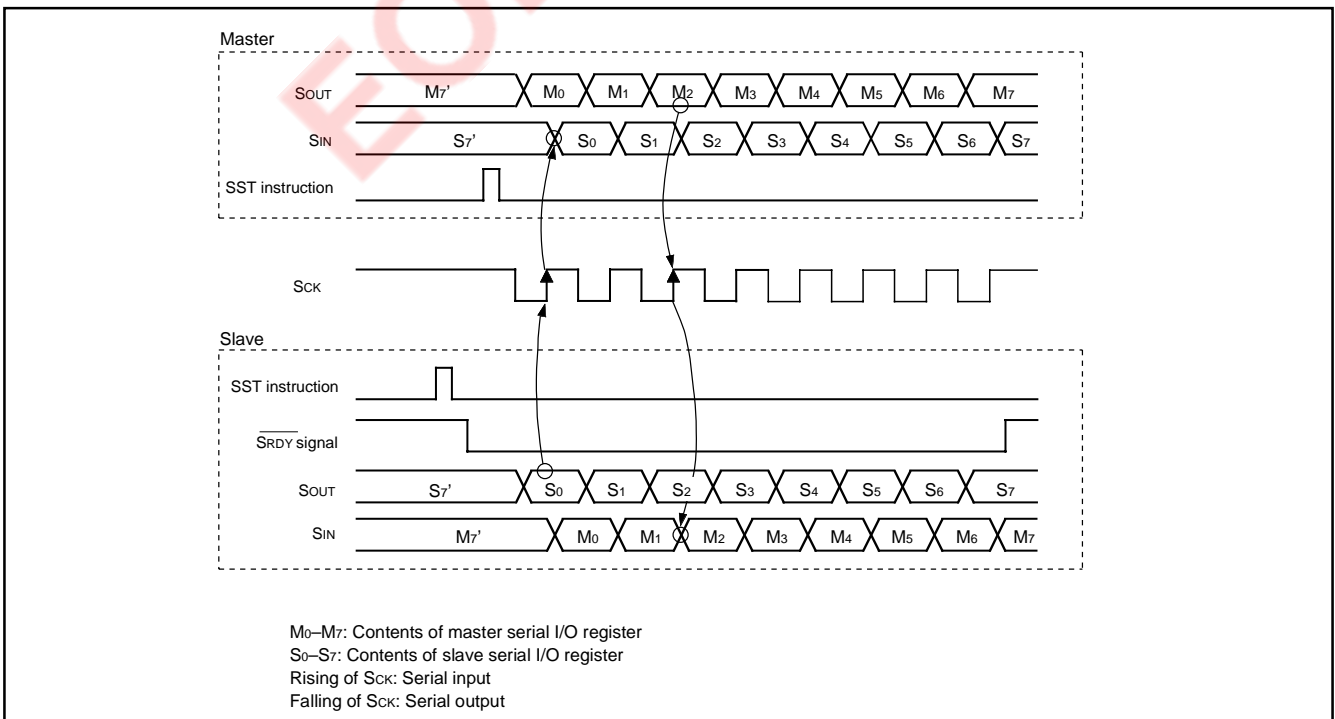 Master
SOUT M7' M0 M1 M2 M3 M4 M5 M6 M7
SIN S7' S0 S1 S2 S3 S4 S5 S6 S7
SST instruction
SCK
Slave
SST instruction
SRDY signal
SOUT S7' S0 S1 S2 S3 S4 S5 S6 S7
SIN M7' M0 M1 M2 M3 M4 M5 M6 M7
M0–M7: Contents of master serial I/O register
S0–S7: Contents of slave serial I/O register
Rising of SCK: Serial input
Falling of SCK: Serial output